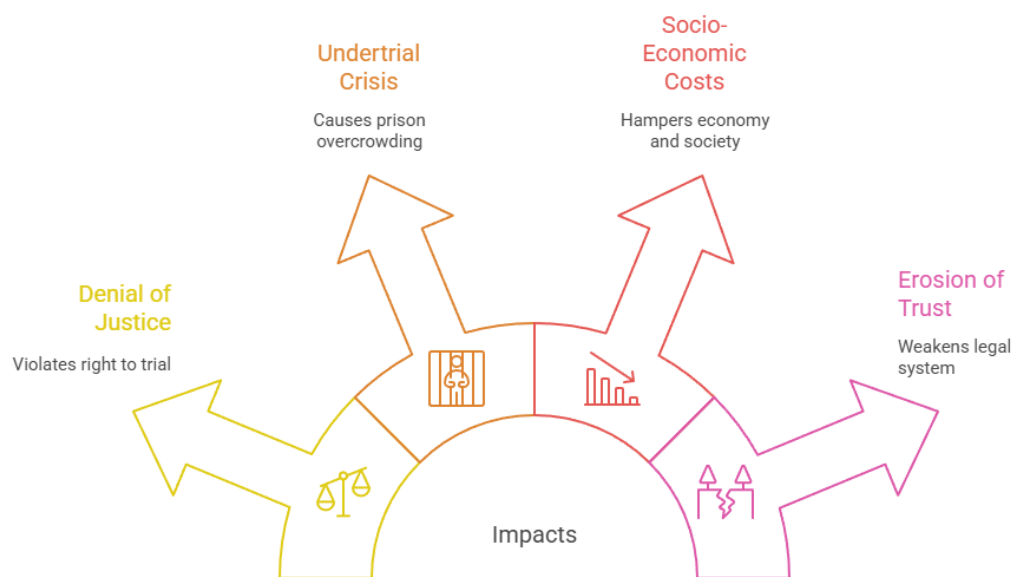 Undertrial
Crisis
Causes prison
overcrowding
Socio-
Economic
Costs
Hampers economy
and society
Denial of
Justice
Violates right to trial
Erosion of
Trust
Weakens legal
system
Impacts